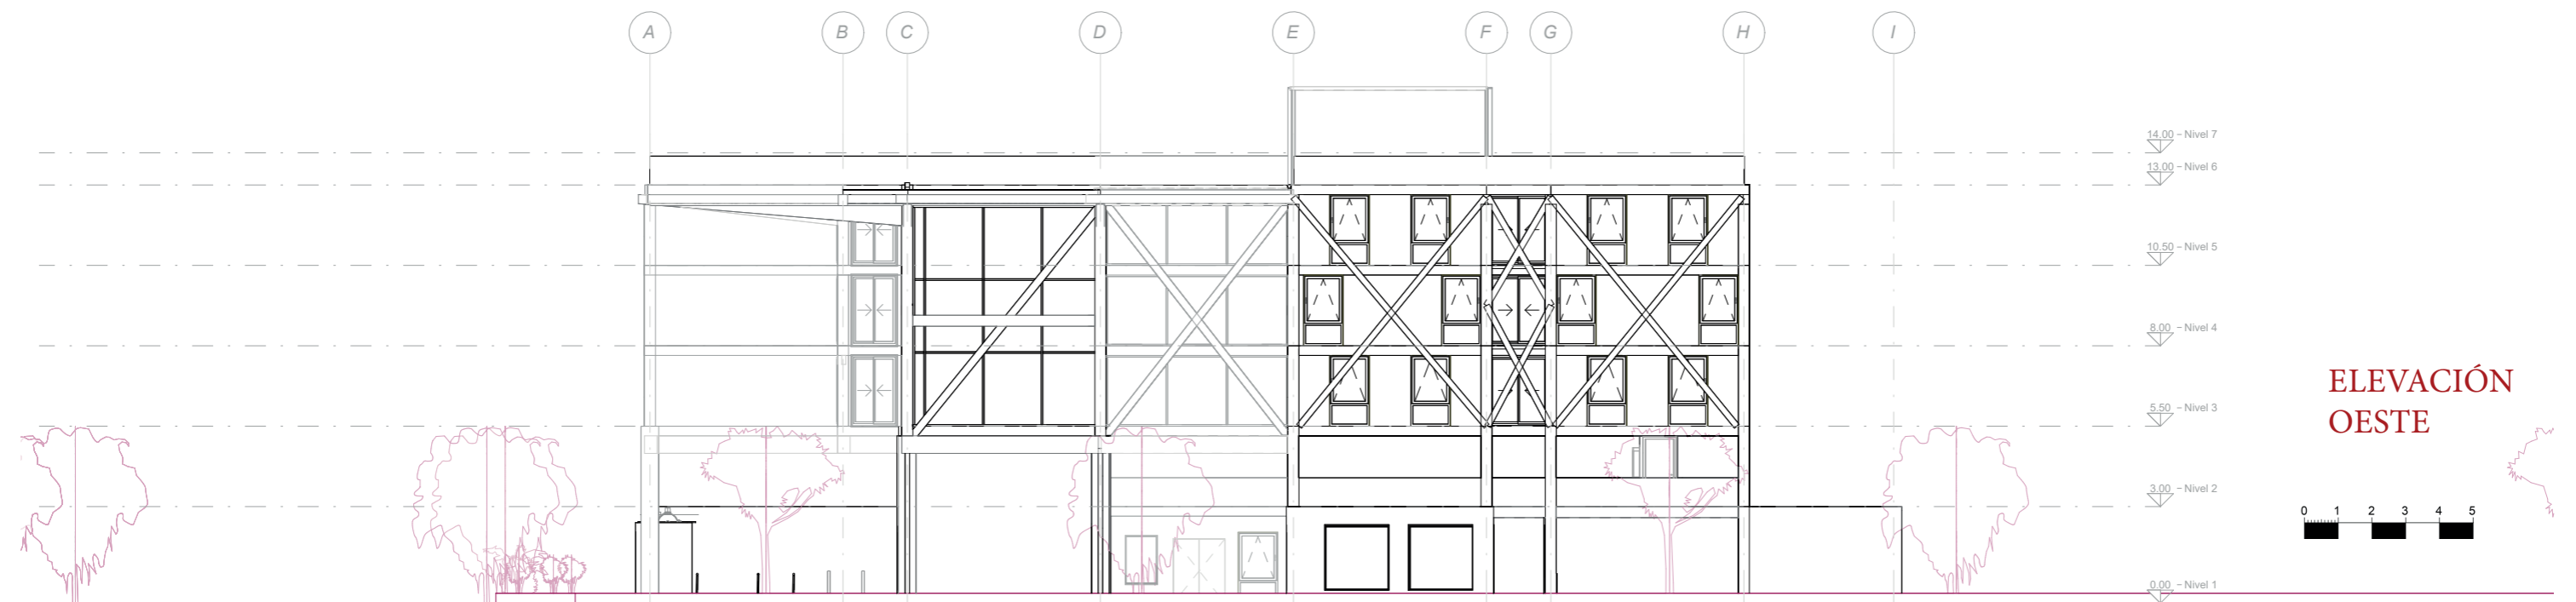 A B C D E F G H I
14.00 - Nivel 7
13.00 - Nivel 6
10.50 - Nivel 5
8.00 - Nivel 4
5.50 - Nivel 3
3.00 - Nivel 2
0.00 - Nivel 1
ELEVACIÓN
OESTE
0 1 2 3 4 5